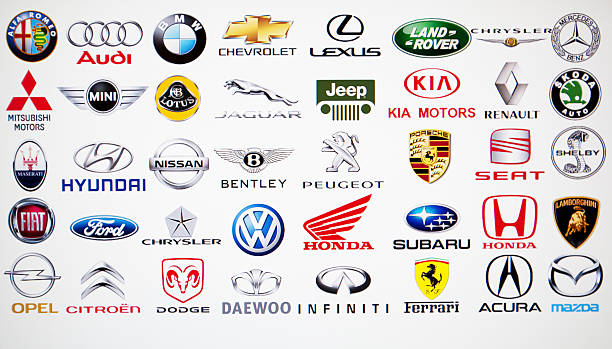 ALFA ROMEO
Audi
BMW
CHEVROLET
LEXUS
LAND-
ROVER
CHRYSLER
MERCEDES
BENZ
MITSUBISHI
MOTORS
MINI
LOTUS
JAGUAR
Jeep
KIA
KIA MOTORS
RENAULT
ŠKODA
AUTO
MASERATI
HYUNDAI
NISSAN
B
BENTLEY
PEUGEOT
PORSCHE
SEAT
SHELBY
FIAT
Ford
CHRYSLER
HONDA
SUBARU
HONDA
LAMBORGHINI
OPEL
CITROËN
DODGE
DAEWOO
INFINITI
Ferrari
ACURA
mazda